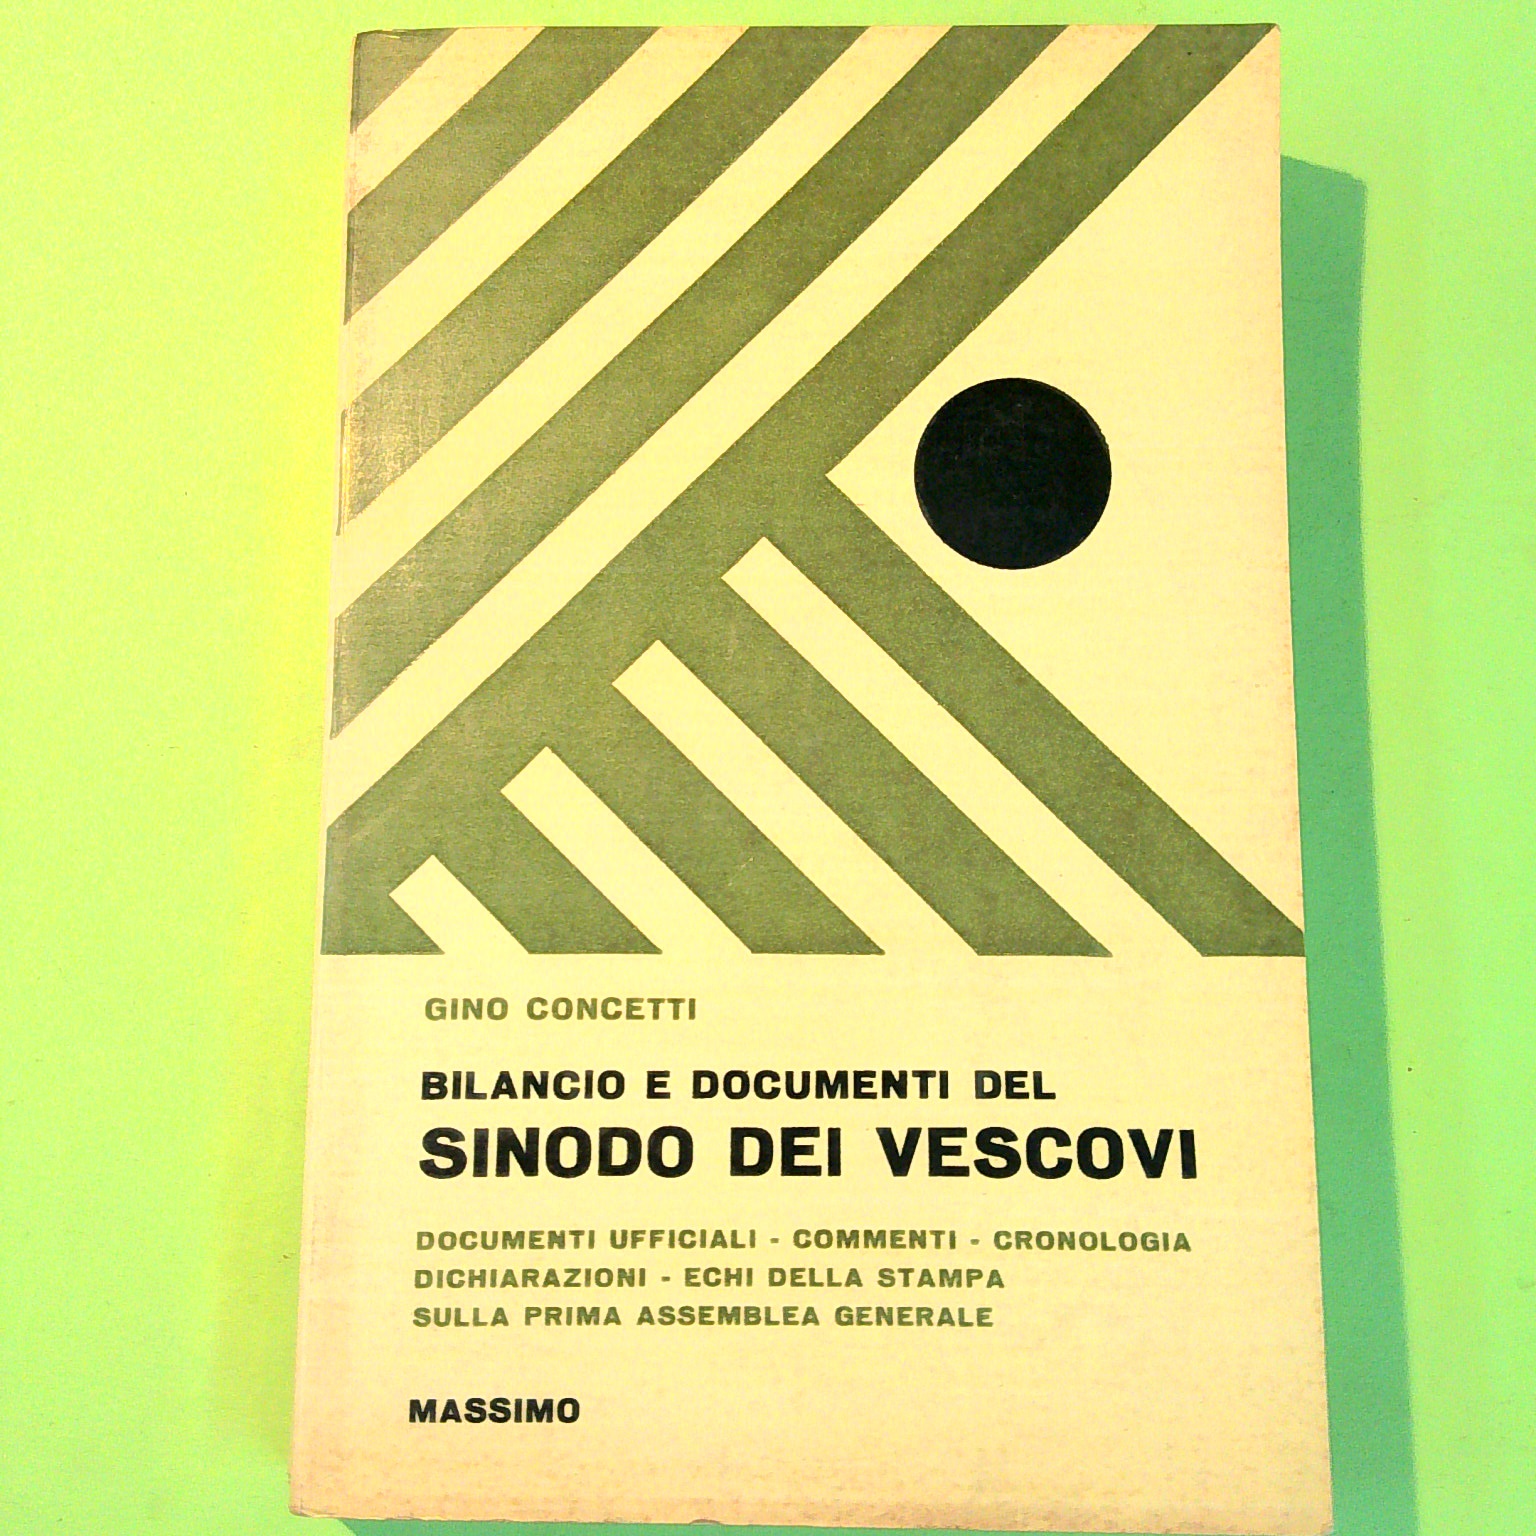 GINO CONCETTI
BILANCIO E DOCUMENTI DEL
SINODO DEI VESCOVI
DOCUMENTI UFFICIALI - COMMENTI - CRONOLOGIA
DICHIARAZIONI - ECHI DELLA STAMPA
SULLA PRIMA ASSEMBLEA GENERALE
MASSIMO